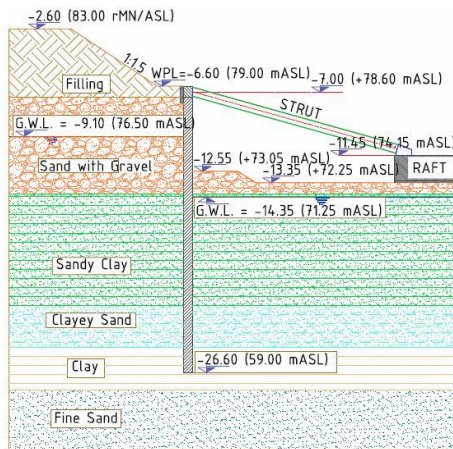 -2.60 (83.00 rMN/ASL)
1:1.5
WPL=-6.60 (79.00 mASL)
-7.00 (+78.60 mASL)
Filling
STRUT
G.W.L. = -9.10 (76.50 mASL)
-11.45 (74.15 mASL)
Sand with Gravel
-12.55 (+73.05 mASL)
RAFT
-13.35 (+72.25 mASL)
G.W.L. = -14.35 (71.25 mASL)
Sandy Clay
Clayey Sand
Clay
-26.60 (59.00 mASL)
Fine Sand